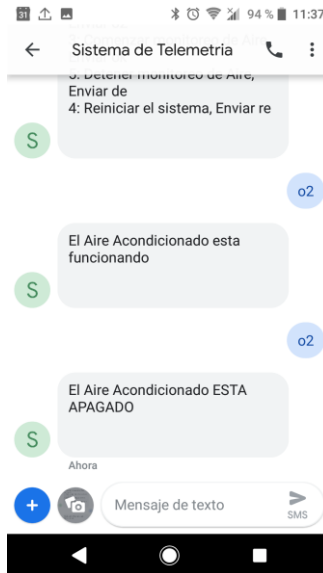 31 94 % 11:37
Sistema de Telemetria
3: Detener monitoreo de Aire,
Enviar de
4: Reiniciar el sistema, Enviar re
S
o2
El Aire Acondicionado esta
funcionando
S
o2
El Aire Acondicionado ESTA
APAGADO
S
Ahora
Mensaje de texto
SMS